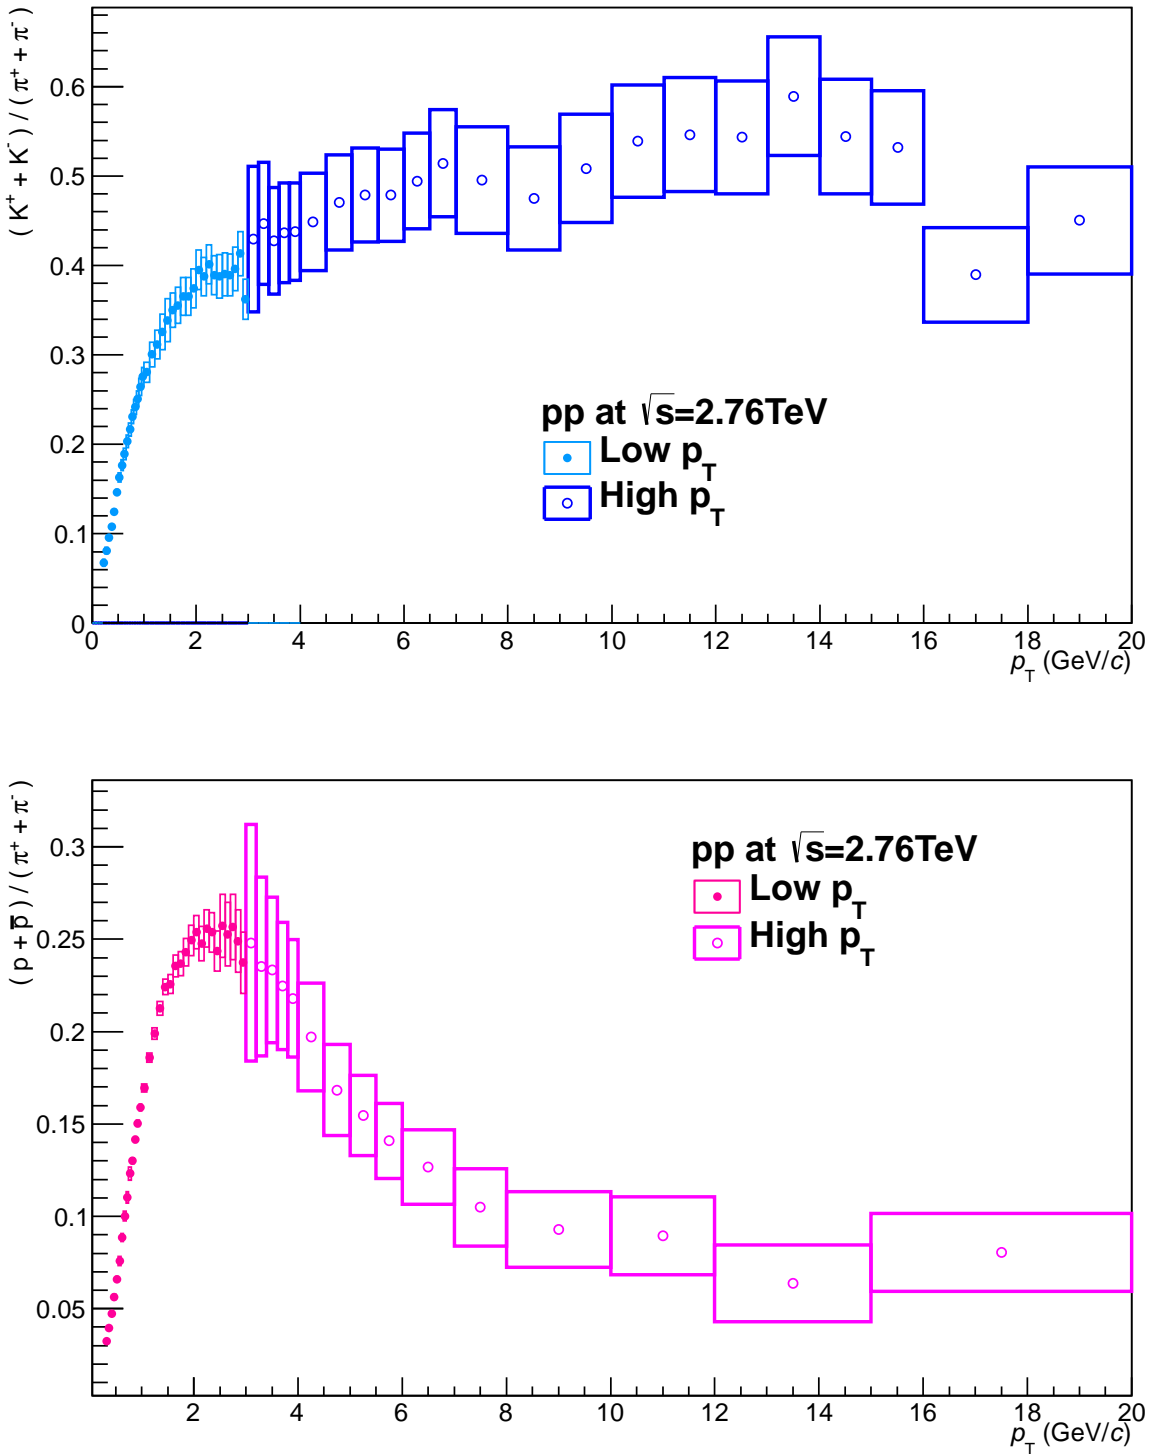 ( K⁺ + K⁻ ) / ( π⁺ + π⁻ )
0.6
0.5
0.4
0.3
0.2
0.1
0
pp at √s=2.76TeV
Low p_T
High p_T
0 2 4 6 8 10 12 14 16 18 20
p_T (GeV/c)
( p + p̅ ) / ( π⁺ + π⁻ )
0.3
0.25
0.2
0.15
0.1
0.05
pp at √s=2.76TeV
Low p_T
High p_T
2 4 6 8 10 12 14 16 18 20
p_T (GeV/c)